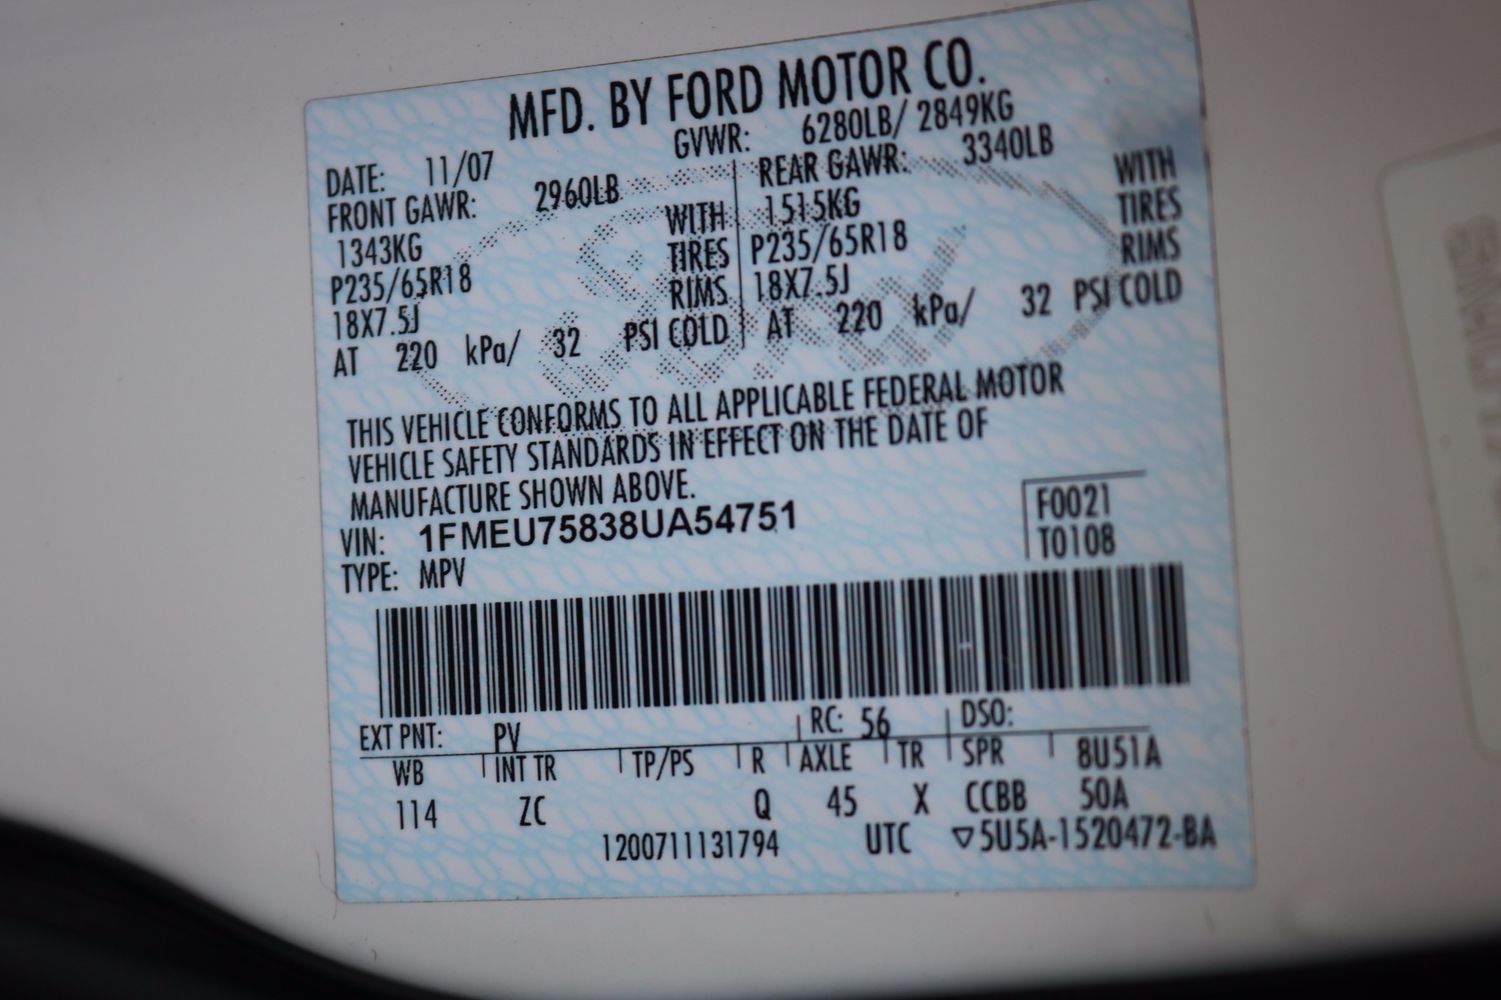 MFD. BY FORD MOTOR CO.
DATE: 11/07 GVWR: 6280LB/ 2849KG
FRONT GAWR: 2960LB REAR GAWR: 3340LB
1343KG WITH 1515KG WITH
P235/65R18 TIRES P235/65R18 TIRES
18X7.5J RIMS 18X7.5J RIMS
AT 220 kPa/ 32 PSI COLD AT 220 kPa/ 32 PSI COLD
Ford
THIS VEHICLE CONFORMS TO ALL APPLICABLE FEDERAL MOTOR
VEHICLE SAFETY STANDARDS IN EFFECT ON THE DATE OF
MANUFACTURE SHOWN ABOVE.
VIN: 1FMEU75838UA54751 F0021
TYPE: MPV T0108
EXT PNT: PV RC: 56 DSO:
WB INT TR TP/PS R AXLE TR SPR 8U51A
114 ZC Q 45 X CCBB 50A
1200711131794 UTC ▽5U5A-1520472-BA